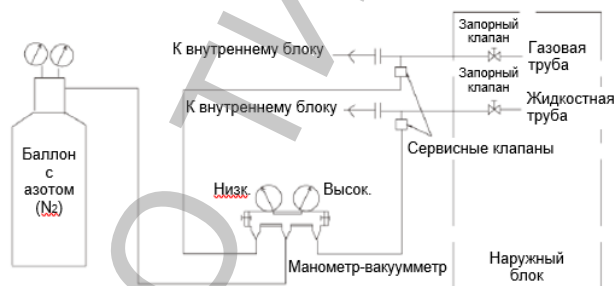 Запорный
клапан
К внутреннему блоку
Газовая
труба
Запорный
клапан
К внутреннему блоку
Жидкостная
труба
Сервисные клапаны
Баллон
с
азотом
(N2)
Низк.
Высок.
Манометр-вакуумметр
Наружный
блок